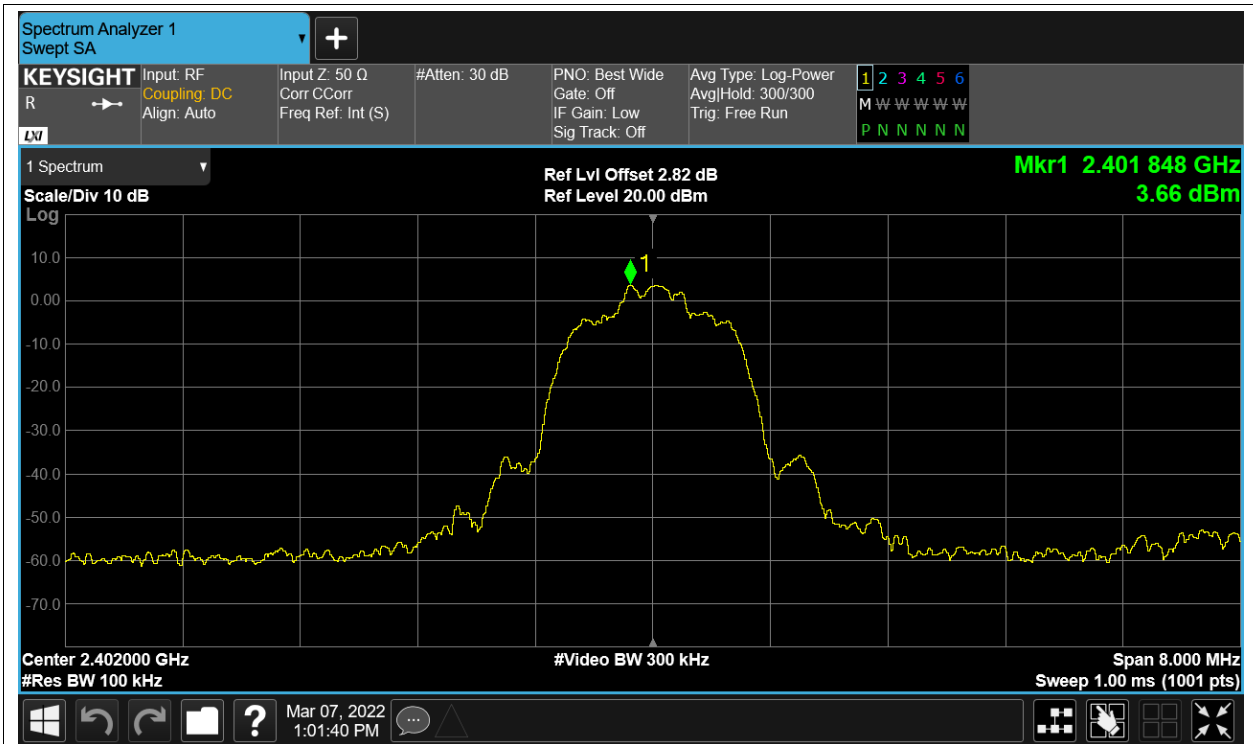 Spectrum Analyzer 1
Swept SA
KEYSIGHT
R
LXI
Input: RF
Coupling: DC
Align: Auto
Input Z: 50 Ω
Corr CCorr
Freq Ref: Int (S)
#Atten: 30 dB
PNO: Best Wide
Gate: Off
IF Gain: Low
Sig Track: Off
Avg Type: Log-Power
Avg|Hold: 300/300
Trig: Free Run
1 2 3 4 5 6
M W W W W W
P N N N N N
1 Spectrum
Scale/Div 10 dB
Ref Lvl Offset 2.82 dB
Ref Level 20.00 dBm
Mkr1 2.401 848 GHz
3.66 dBm
Log
1
10.0
0.00
-10.0
-20.0
-30.0
-40.0
-50.0
-60.0
-70.0
Center 2.402000 GHz
#Res BW 100 kHz
#Video BW 300 kHz
Span 8.000 MHz
Sweep 1.00 ms (1001 pts)
?
Mar 07, 2022
1:01:40 PM